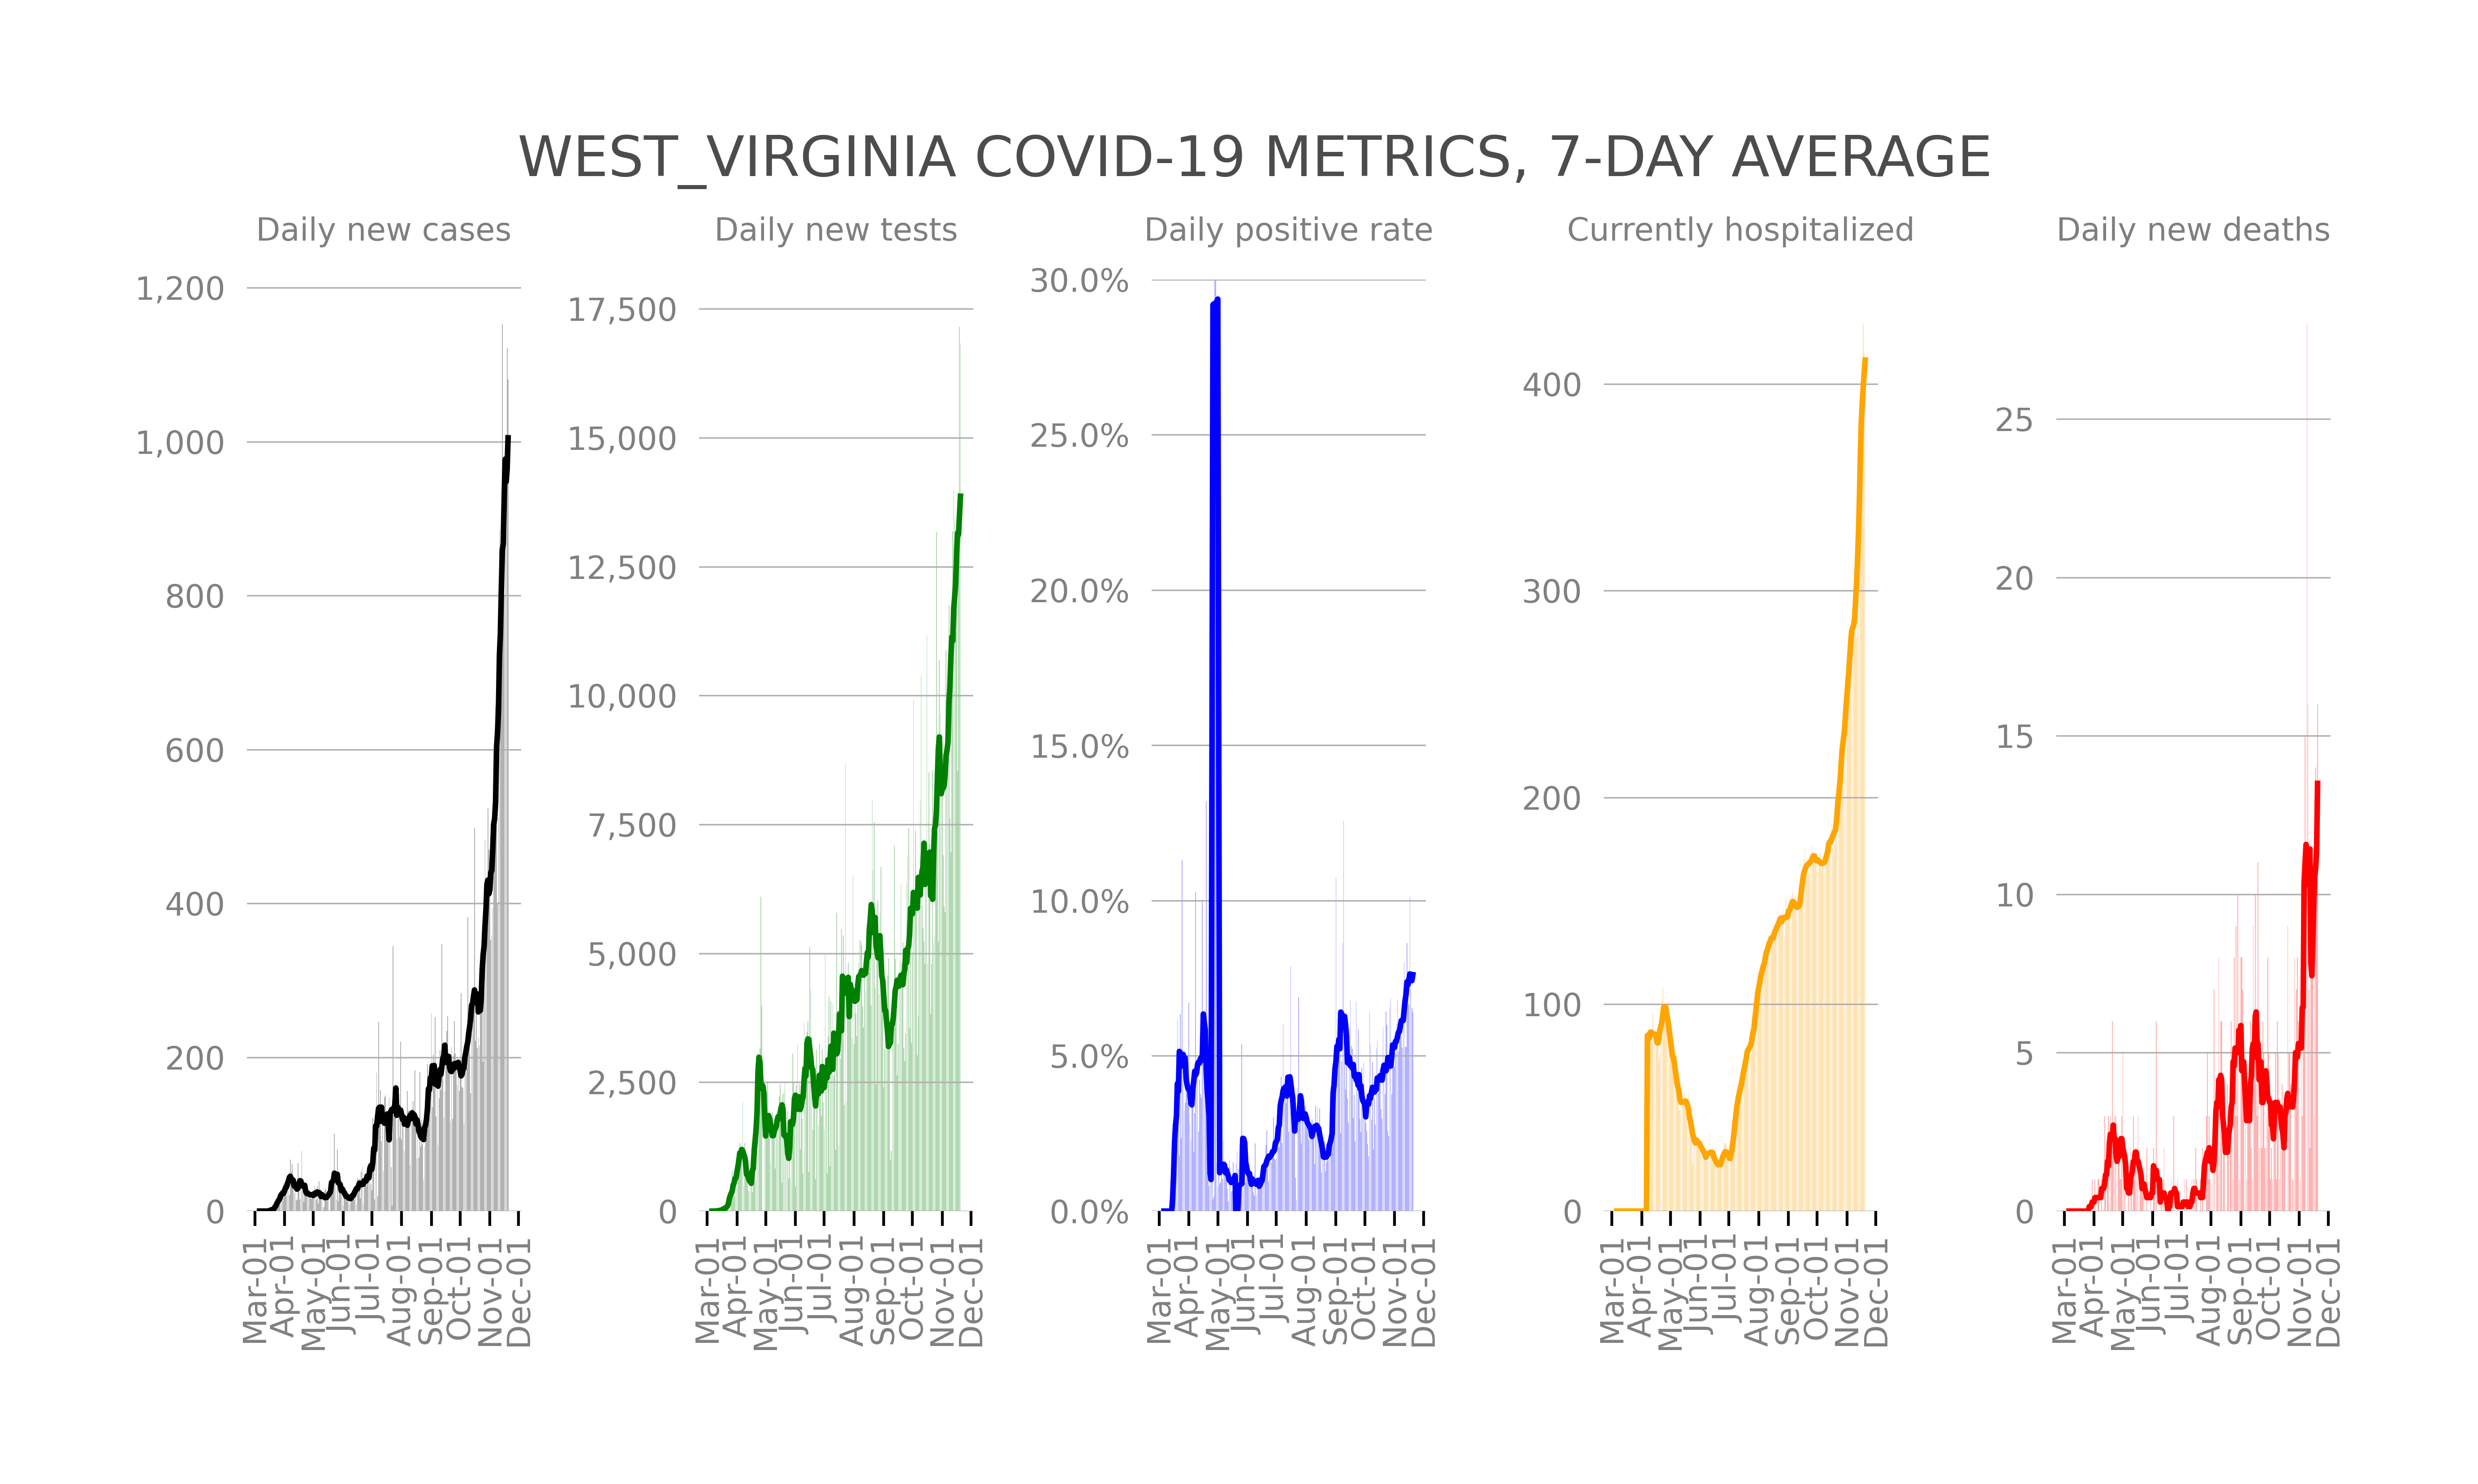 WEST_VIRGINIA COVID-19 METRICS, 7-DAY AVERAGE
Daily new cases
1,200
1,000
800
600
400
200
0
Mar-01
Apr-01
May-01
Jun-01
Jul-01
Aug-01
Sep-01
Oct-01
Nov-01
Dec-01
Daily new tests
17,500
15,000
12,500
10,000
7,500
5,000
2,500
0
Mar-01
Apr-01
May-01
Jun-01
Jul-01
Aug-01
Sep-01
Oct-01
Nov-01
Dec-01
Daily positive rate
30.0%
25.0%
20.0%
15.0%
10.0%
5.0%
0.0%
Mar-01
Apr-01
May-01
Jun-01
Jul-01
Aug-01
Sep-01
Oct-01
Nov-01
Dec-01
Currently hospitalized
400
300
200
100
0
Mar-01
Apr-01
May-01
Jun-01
Jul-01
Aug-01
Sep-01
Oct-01
Nov-01
Dec-01
Daily new deaths
25
20
15
10
5
0
Mar-01
Apr-01
May-01
Jun-01
Jul-01
Aug-01
Sep-01
Oct-01
Nov-01
Dec-01